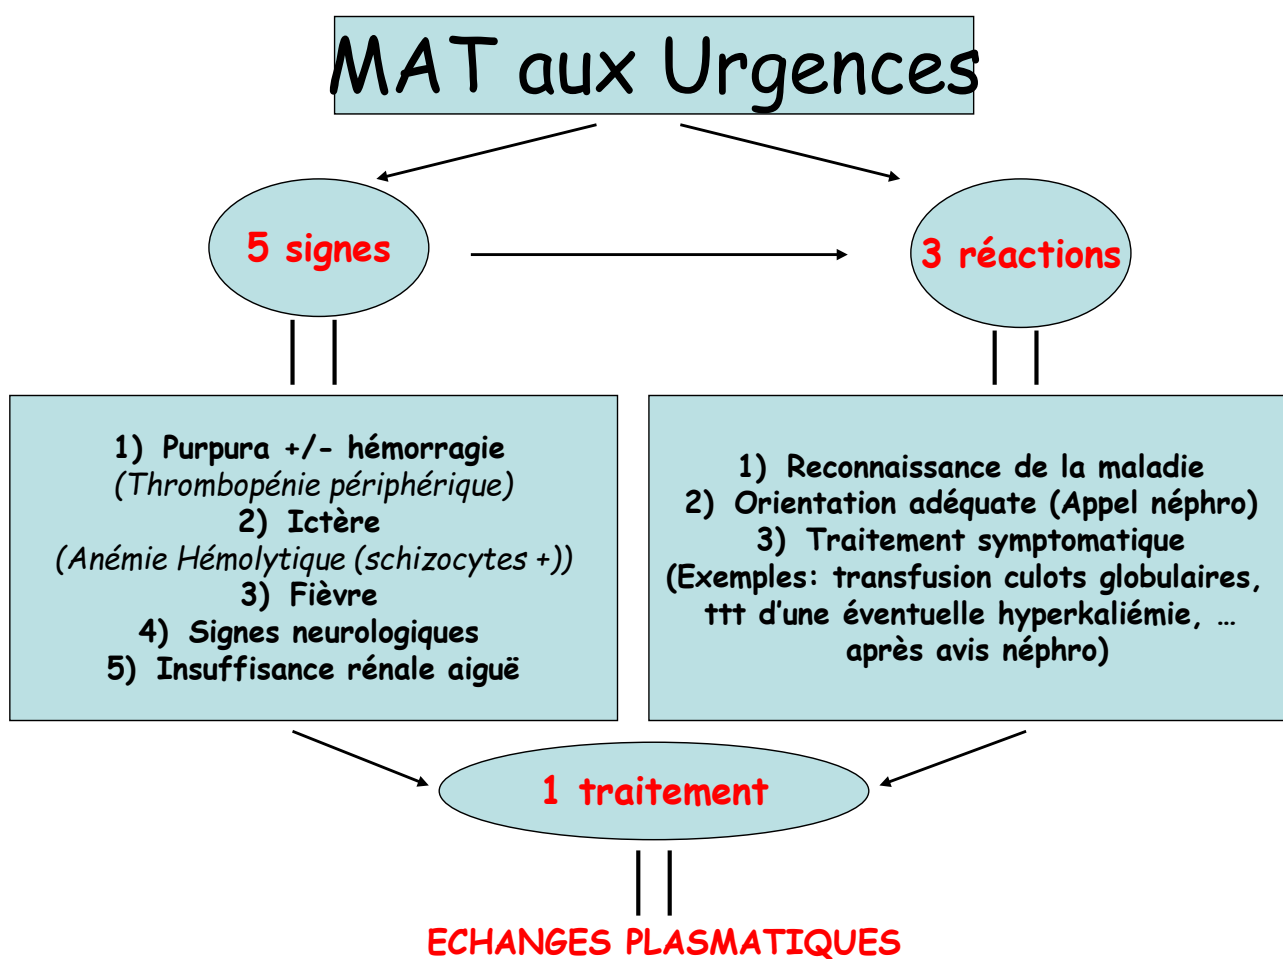 MAT aux Urgences
5 signes
3 réactions
1) Purpura +/- hémorragie
(Thrombopénie périphérique)
2) Ictère
(Anémie Hémolytique (schizocytes +))
3) Fièvre
4) Signes neurologiques
5) Insuffisance rénale aiguë
1) Reconnaissance de la maladie
2) Orientation adéquate (Appel néphro)
3) Traitement symptomatique
(Exemples: transfusion culots globulaires,
ttt d’une éventuelle hyperkaliémie, …
après avis néphro)
1 traitement
ECHANGES PLASMATIQUES